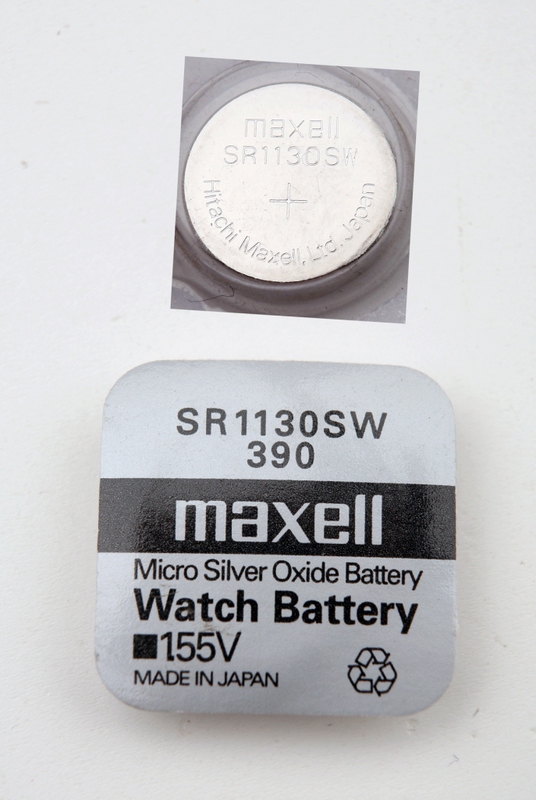 maxell
SR1130SW
+
Hitachi Maxell, Ltd. Japan
SR1130SW
390
maxell
Micro Silver Oxide Battery
Watch Battery
■1.55V
MADE IN JAPAN